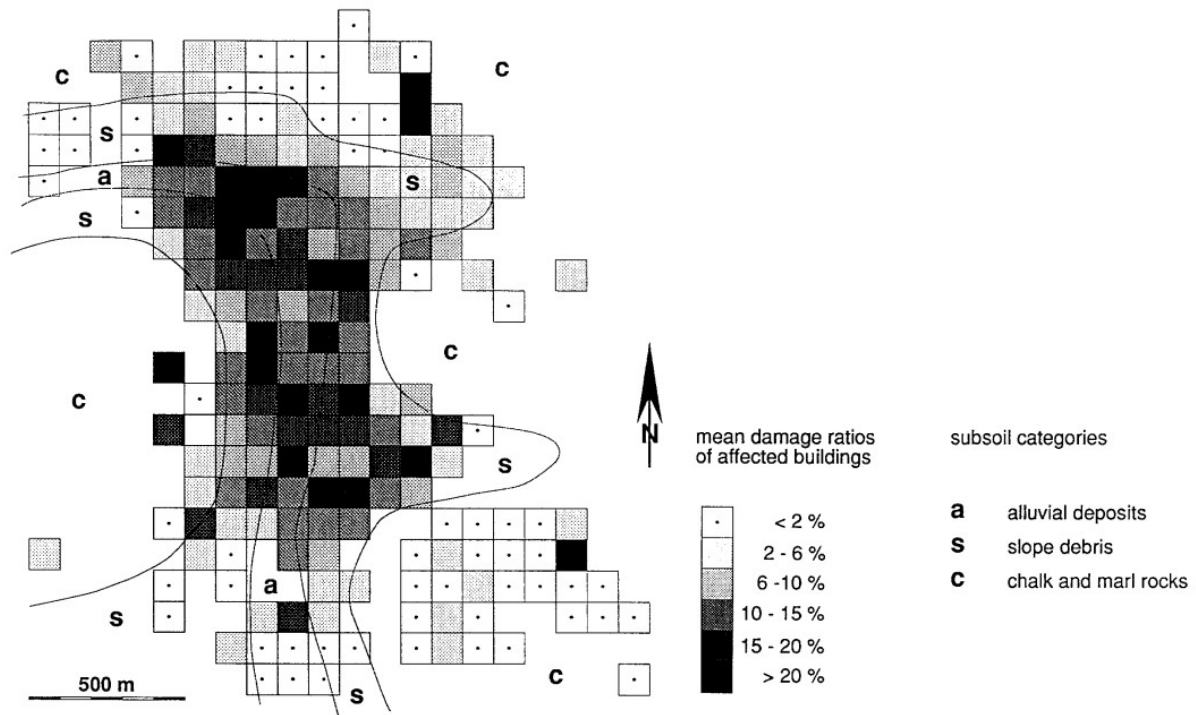 c
c
s
a
s
s
c
c
s
a
s
s
c
500 m
N
mean damage ratios
of affected buildings
< 2 %
2 - 6 %
6 -10 %
10 - 15 %
15 - 20 %
> 20 %
subsoil categories
a alluvial deposits
s slope debris
c chalk and marl rocks